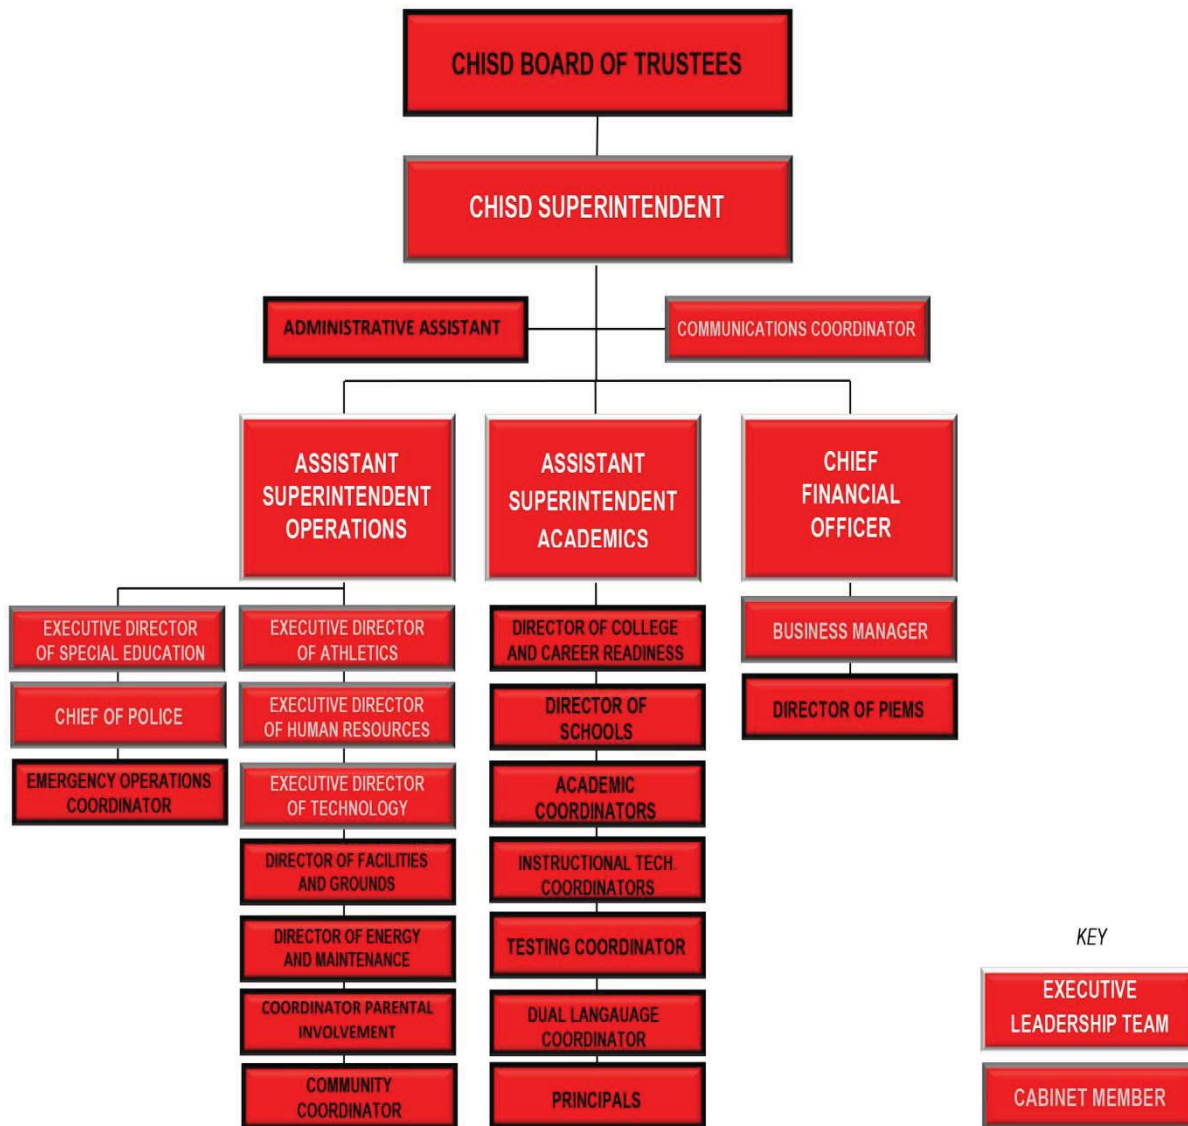 CHISD BOARD OF TRUSTEES
CHISD SUPERINTENDENT
ADMINISTRATIVE ASSISTANT
COMMUNICATIONS COORDINATOR
ASSISTANT
SUPERINTENDENT
OPERATIONS
ASSISTANT
SUPERINTENDENT
ACADEMICS
CHIEF
FINANCIAL
OFFICER
EXECUTIVE DIRECTOR
OF SPECIAL EDUCATION
CHIEF OF POLICE
EMERGENCY OPERATIONS
COORDINATOR
EXECUTIVE DIRECTOR
OF ATHLETICS
EXECUTIVE DIRECTOR
OF HUMAN RESOURCES
EXECUTIVE DIRECTOR
OF TECHNOLOGY
DIRECTOR OF FACILITIES
AND GROUNDS
DIRECTOR OF ENERGY
AND MAINTENANCE
COORDINATOR PARENTAL
INVOLVEMENT
COMMUNITY
COORDINATOR
DIRECTOR OF COLLEGE
AND CAREER READINESS
DIRECTOR OF
SCHOOLS
ACADEMIC
COORDINATORS
INSTRUCTIONAL TECH.
COORDINATORS
TESTING COORDINATOR
DUAL LANGAUAGE
COORDINATOR
PRINCIPALS
BUSINESS MANAGER
DIRECTOR OF PIEMS
KEY
EXECUTIVE
LEADERSHIP TEAM
CABINET MEMBER